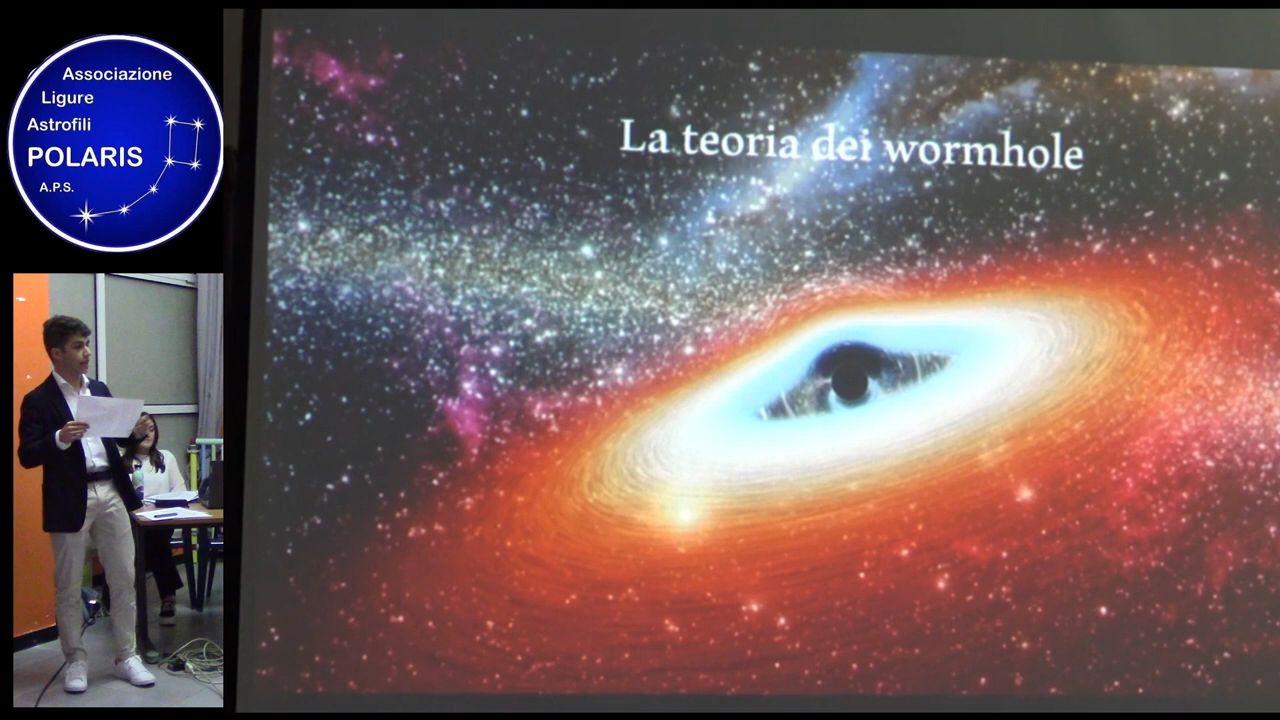 Associazione
Ligure
Astrofili
POLARIS
A.P.S.
La teoria dei wormhole